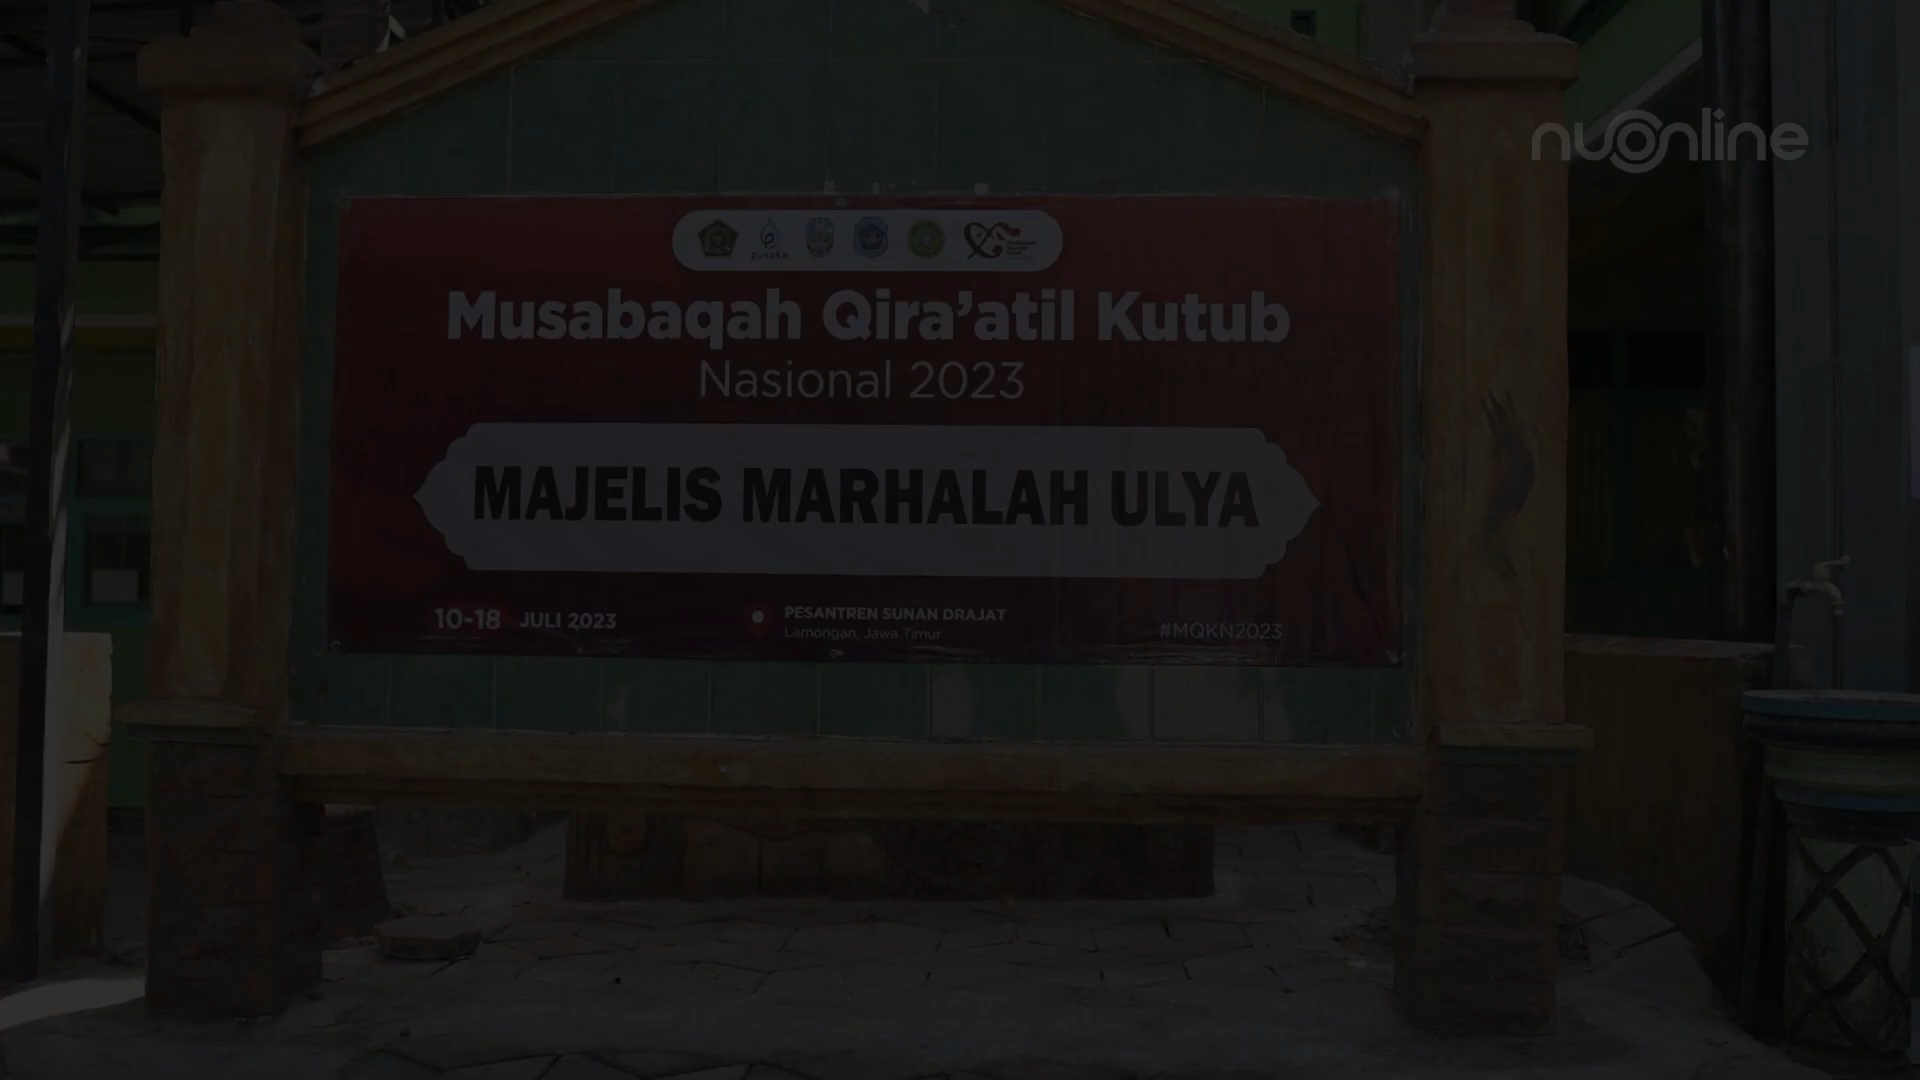 nuonline
pusaka
Musabaqah Qira'atil Kutub
Nasional 2023
MAJELIS MARHALAH ULYA
10-18 JULI 2023
PESANTREN SUNAN DRAJAT
Lamongan, Jawa Timur
#MQKN2023